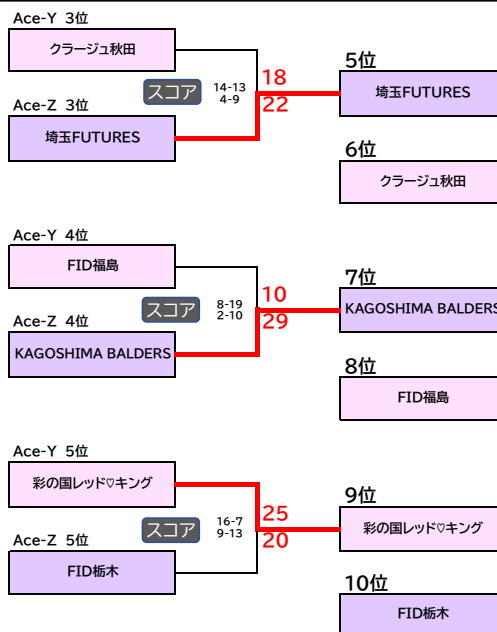 Ace-Y 3位
クラージュ秋田
スコア
14-13
4-9
18
22
Ace-Z 3位
埼玉FUTURES
5位
埼玉FUTURES
6位
クラージュ秋田
Ace-Y 4位
FID福島
スコア
8-19
2-10
10
29
Ace-Z 4位
KAGOSHIMA BALDERS
7位
KAGOSHIMA BALDERS
8位
FID福島
Ace-Y 5位
彩の国レッド♡キング
スコア
16-7
9-13
25
20
Ace-Z 5位
FID栃木
9位
彩の国レッド♡キング
10位
FID栃木